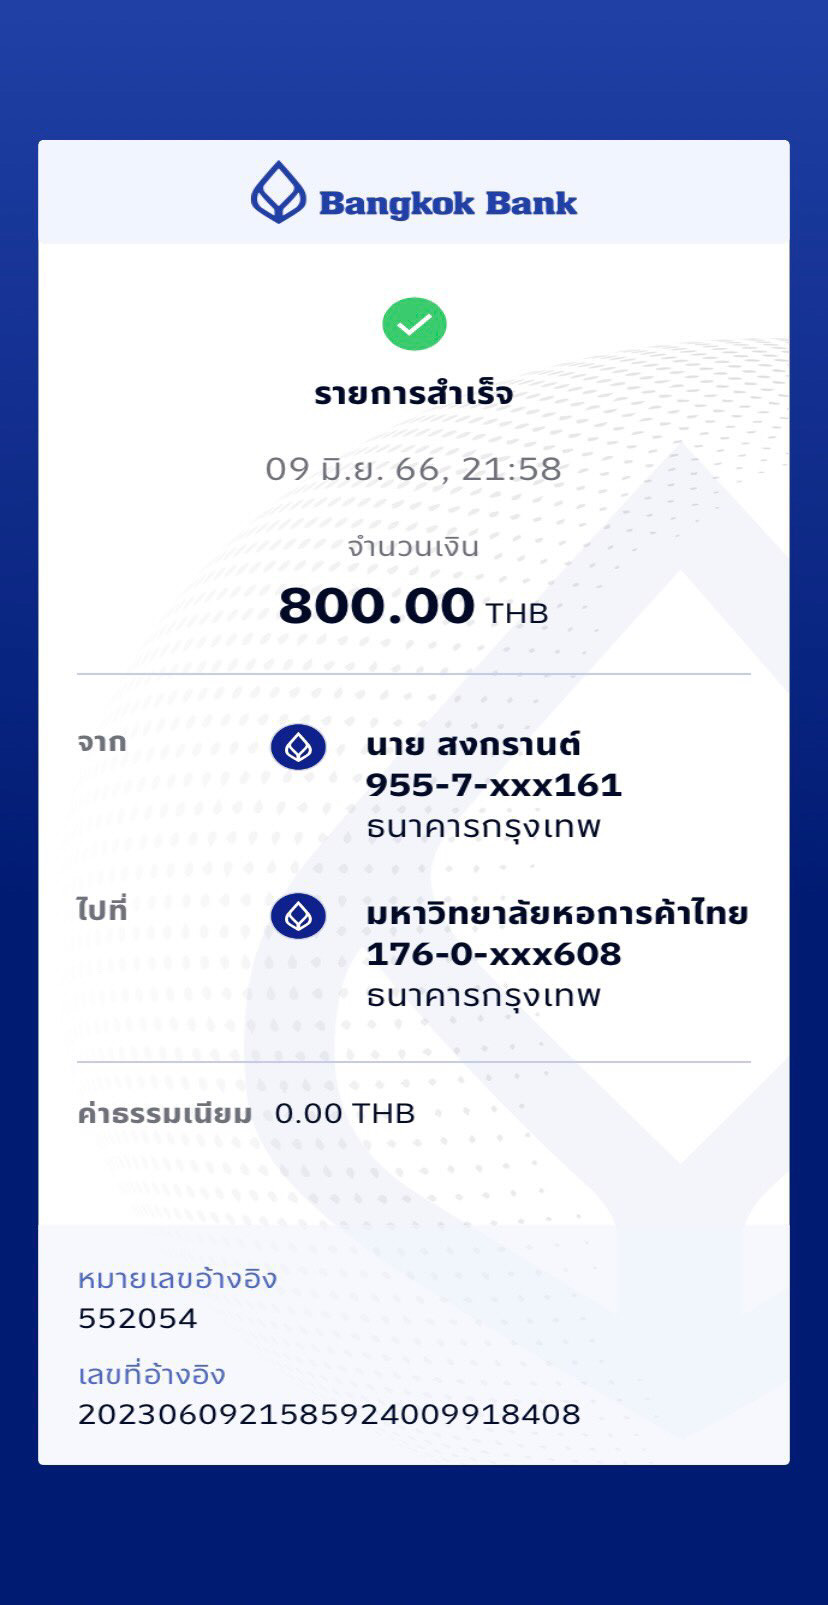 Bangkok Bank
รายการสำเร็จ
09 มิ.ย. 66, 21:58
จำนวนเงิน
800.00 THB
จาก
นาย สงกรานต์
955-7-xxx161
ธนาคารกรุงเทพ
ไปที่
มหาวิทยาลัยหอการค้าไทย
176-0-xxx608
ธนาคารกรุงเทพ
ค่าธรรมเนียม 0.00 THB
หมายเลขอ้างอิง
552054
เลขที่อ้างอิง
2023060921585924009918408